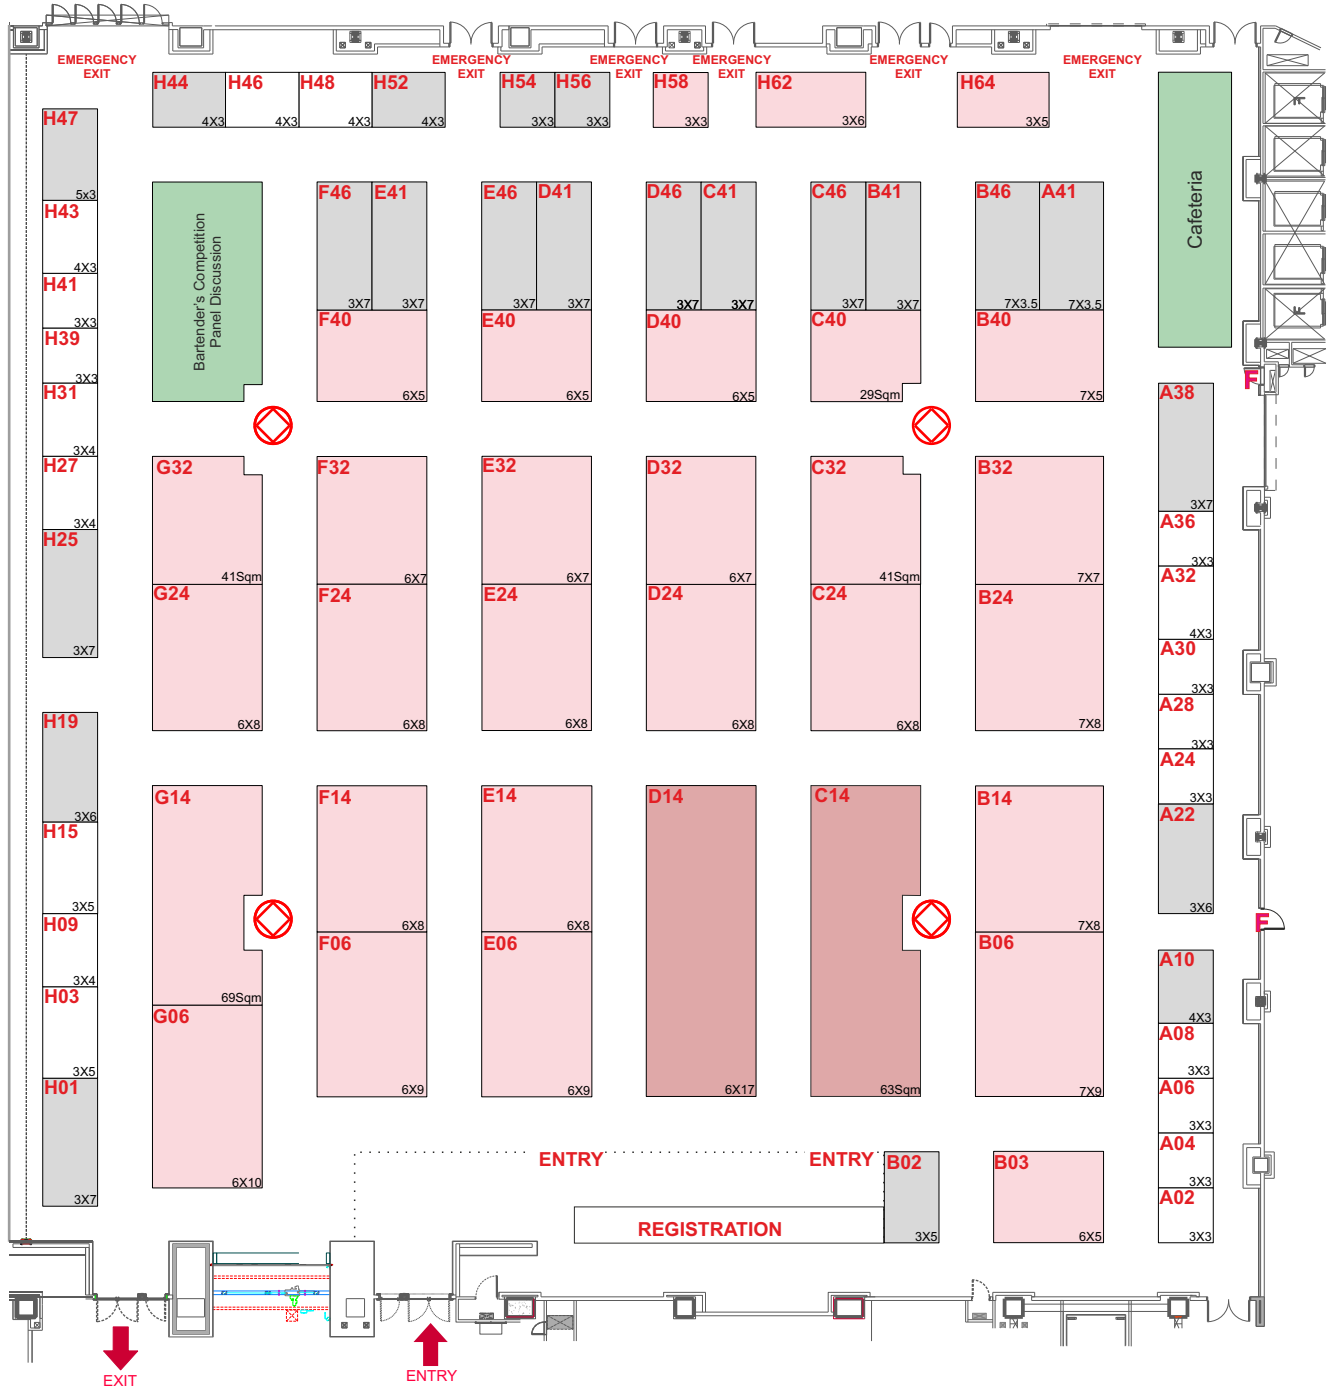 EMERGENCY
EXIT
EMERGENCY
EXIT
EMERGENCY
EXIT
EMERGENCY
EXIT
EMERGENCY
EXIT
EMERGENCY
EXIT
H44
4X3
H46
4X3
H48
4X3
H52
4X3
H54
3X3
H56
3X3
H58
3X3
H62
3X6
H64
3X5
H47
5x3
H43
4X3
H41
3X3
H39
3X3
H31
3X4
H27
3X4
H25
3X7
H19
3X6
H15
3X5
H09
3X4
H03
3X5
H01
3X7
Bartender's Competition
Panel Discussion
F46
3X7
E41
3X7
E46
3X7
D41
3X7
D46
3X7
C41
3X7
C46
3X7
B41
3X7
B46
7X3.5
A41
7X3.5
Cafeteria
F40
6X5
E40
6X5
D40
6X5
C40
29Sqm
B40
7X5
G32
41Sqm
F32
6X7
E32
6X7
D32
6X7
C32
41Sqm
B32
7X7
G24
6X8
F24
6X8
E24
6X8
D24
6X8
C24
6X8
B24
7X8
G14
69Sqm
F14
6X8
E14
6X8
D14
6X17
C14
63Sqm
B14
7X8
G06
6X10
F06
6X9
E06
6X9
B06
7X9
F
A38
3X7
A36
3X3
A32
4X3
A30
3X3
A28
3X3
A24
3X3
A22
3X6
F
A10
4X3
A08
3X3
A06
3X3
A04
3X3
A02
3X3
ENTRY
ENTRY
B02
3X5
B03
6X5
REGISTRATION
EXIT
ENTRY